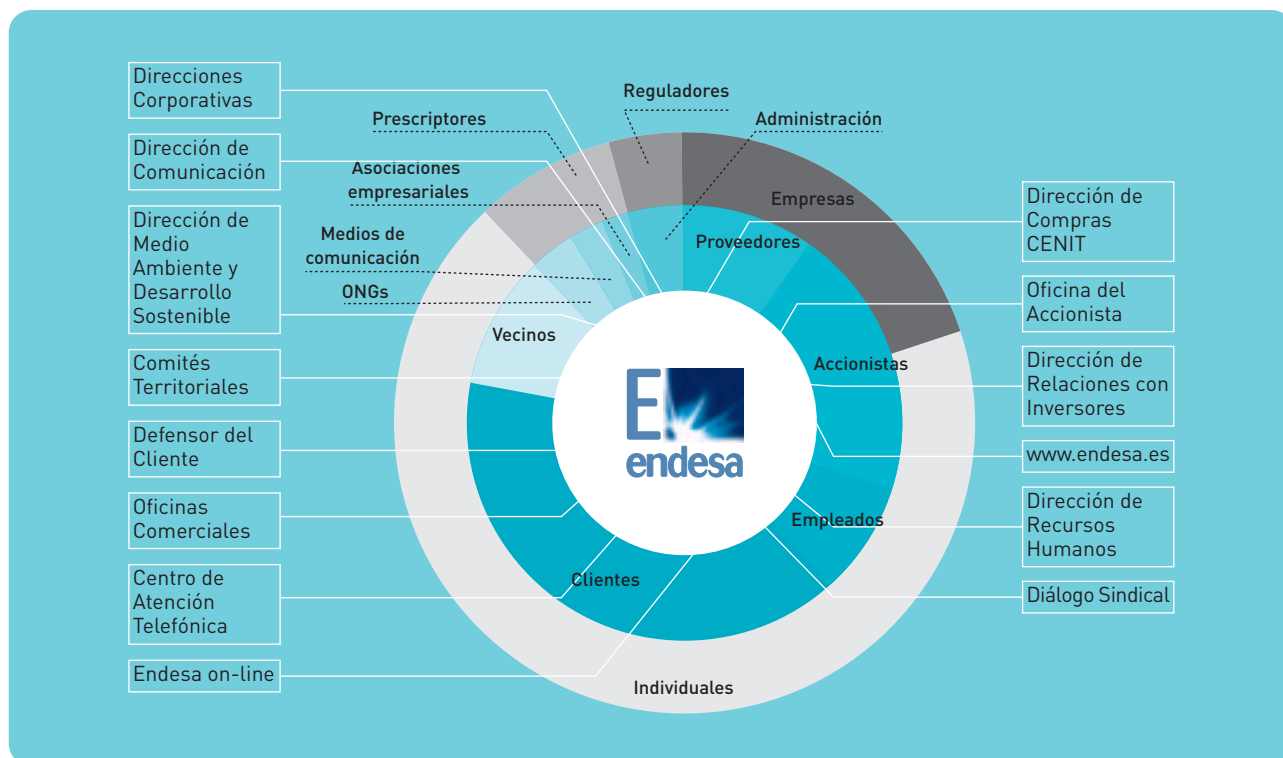 Direcciones
Corporativas
Dirección de
Comunicación
Dirección de
Medio
Ambiente y
Desarrollo
Sostenible
Comités
Territoriales
Defensor del
Cliente
Oficinas
Comerciales
Centro de
Atención
Telefónica
Endesa on-line
Reguladores
Prescriptores
Administración
Asociaciones
empresariales
Medios de
comunicación
ONGs
Vecinos
Empresas
Proveedores
Accionistas
Empleados
Clientes
Individuales
E
endesa
Dirección de
Compras
CENIT
Oficina del
Accionista
Dirección de
Relaciones con
Inversores
www.endesa.es
Dirección de
Recursos
Humanos
Diálogo Sindical